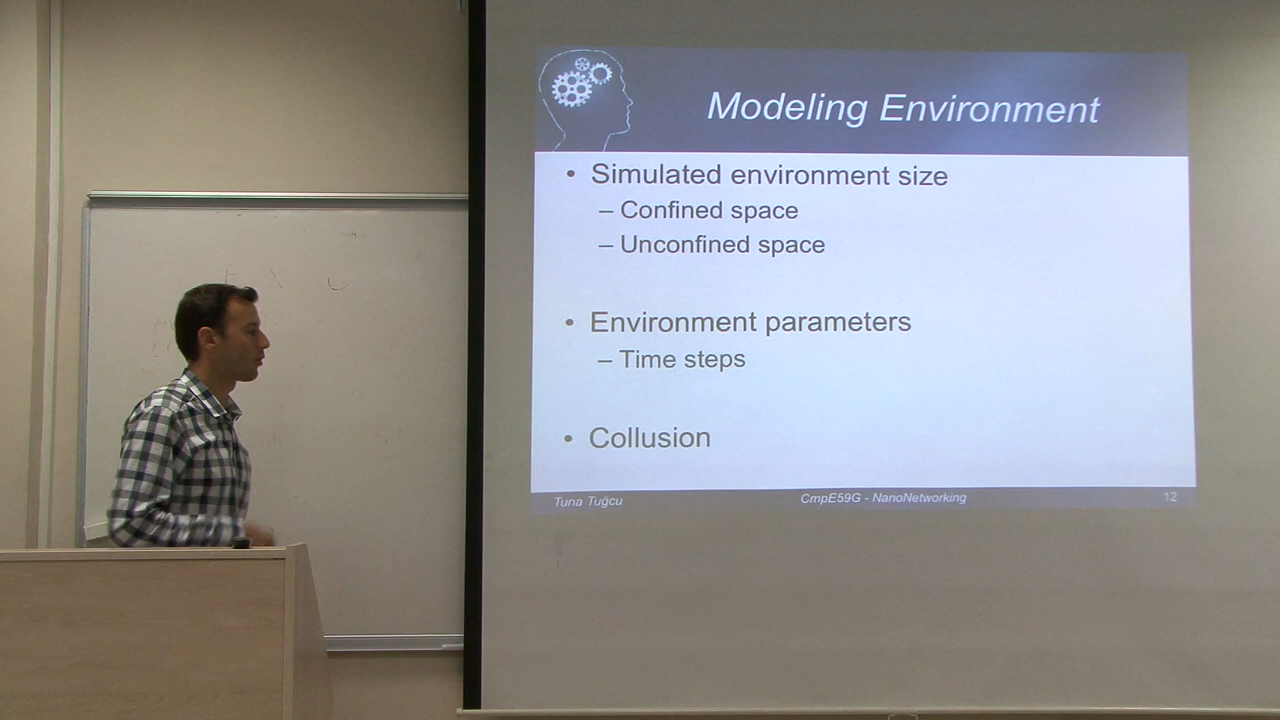 Modeling Environment
• Simulated environment size
– Confined space
– Unconfined space
• Environment parameters
– Time steps
• Collusion
Tuna Tuğcu CmpE59G - NanoNetworking 12